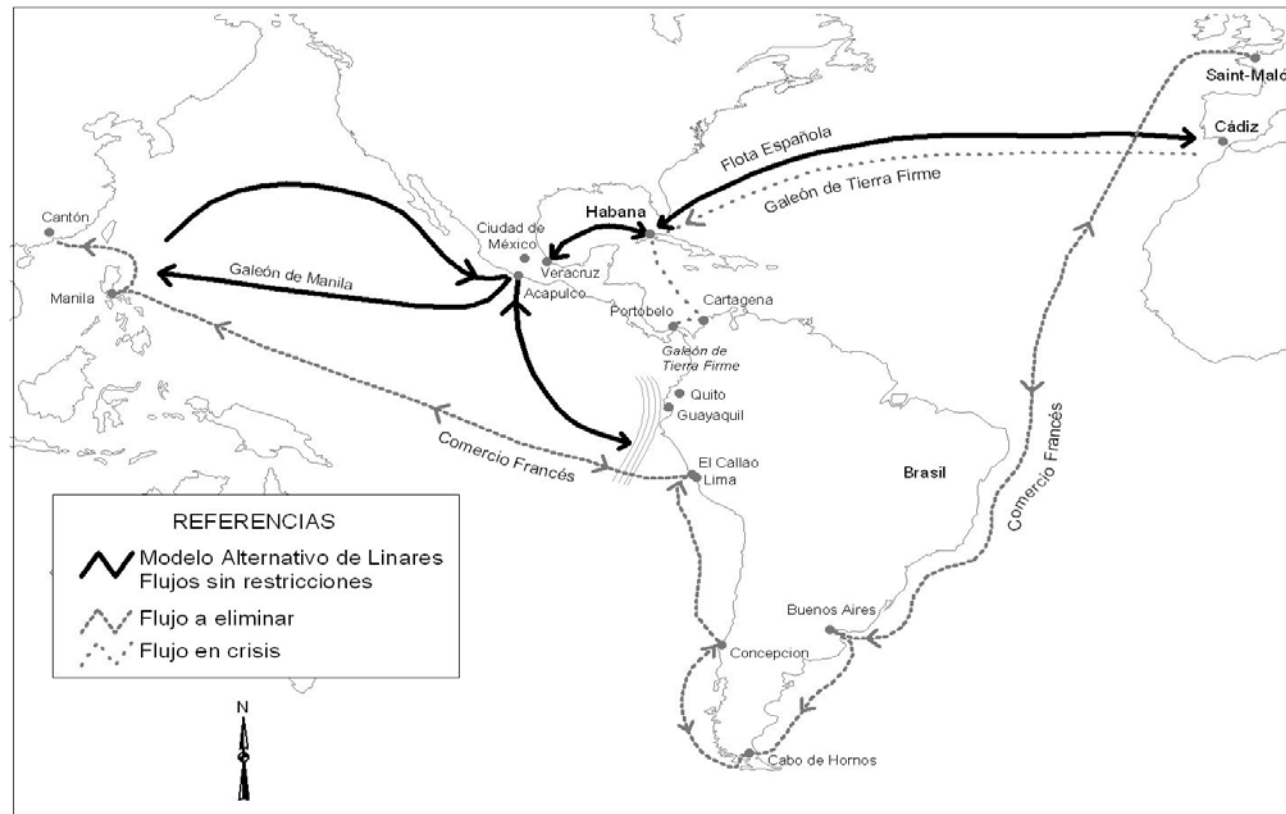 Saint-Maló
Cádiz
Flota Española
Galeón de Tierra Firme
Habana
Ciudad de
México
Veracruz
Acapulco
Cantón
Galeón de Manila
Manila
Portobelo
Cartagena
Galeón de
Tierra Firme
Quito
Guayaquil
Comercio Francés
El Callao
Lima
Brasil
Comercio Francés
REFERENCIAS
Modelo Alternativo de Linares
Flujos sin restricciones
Flujo a eliminar
Flujo en crisis
Buenos Aires
Concepcion
Cabo de Hornos
N